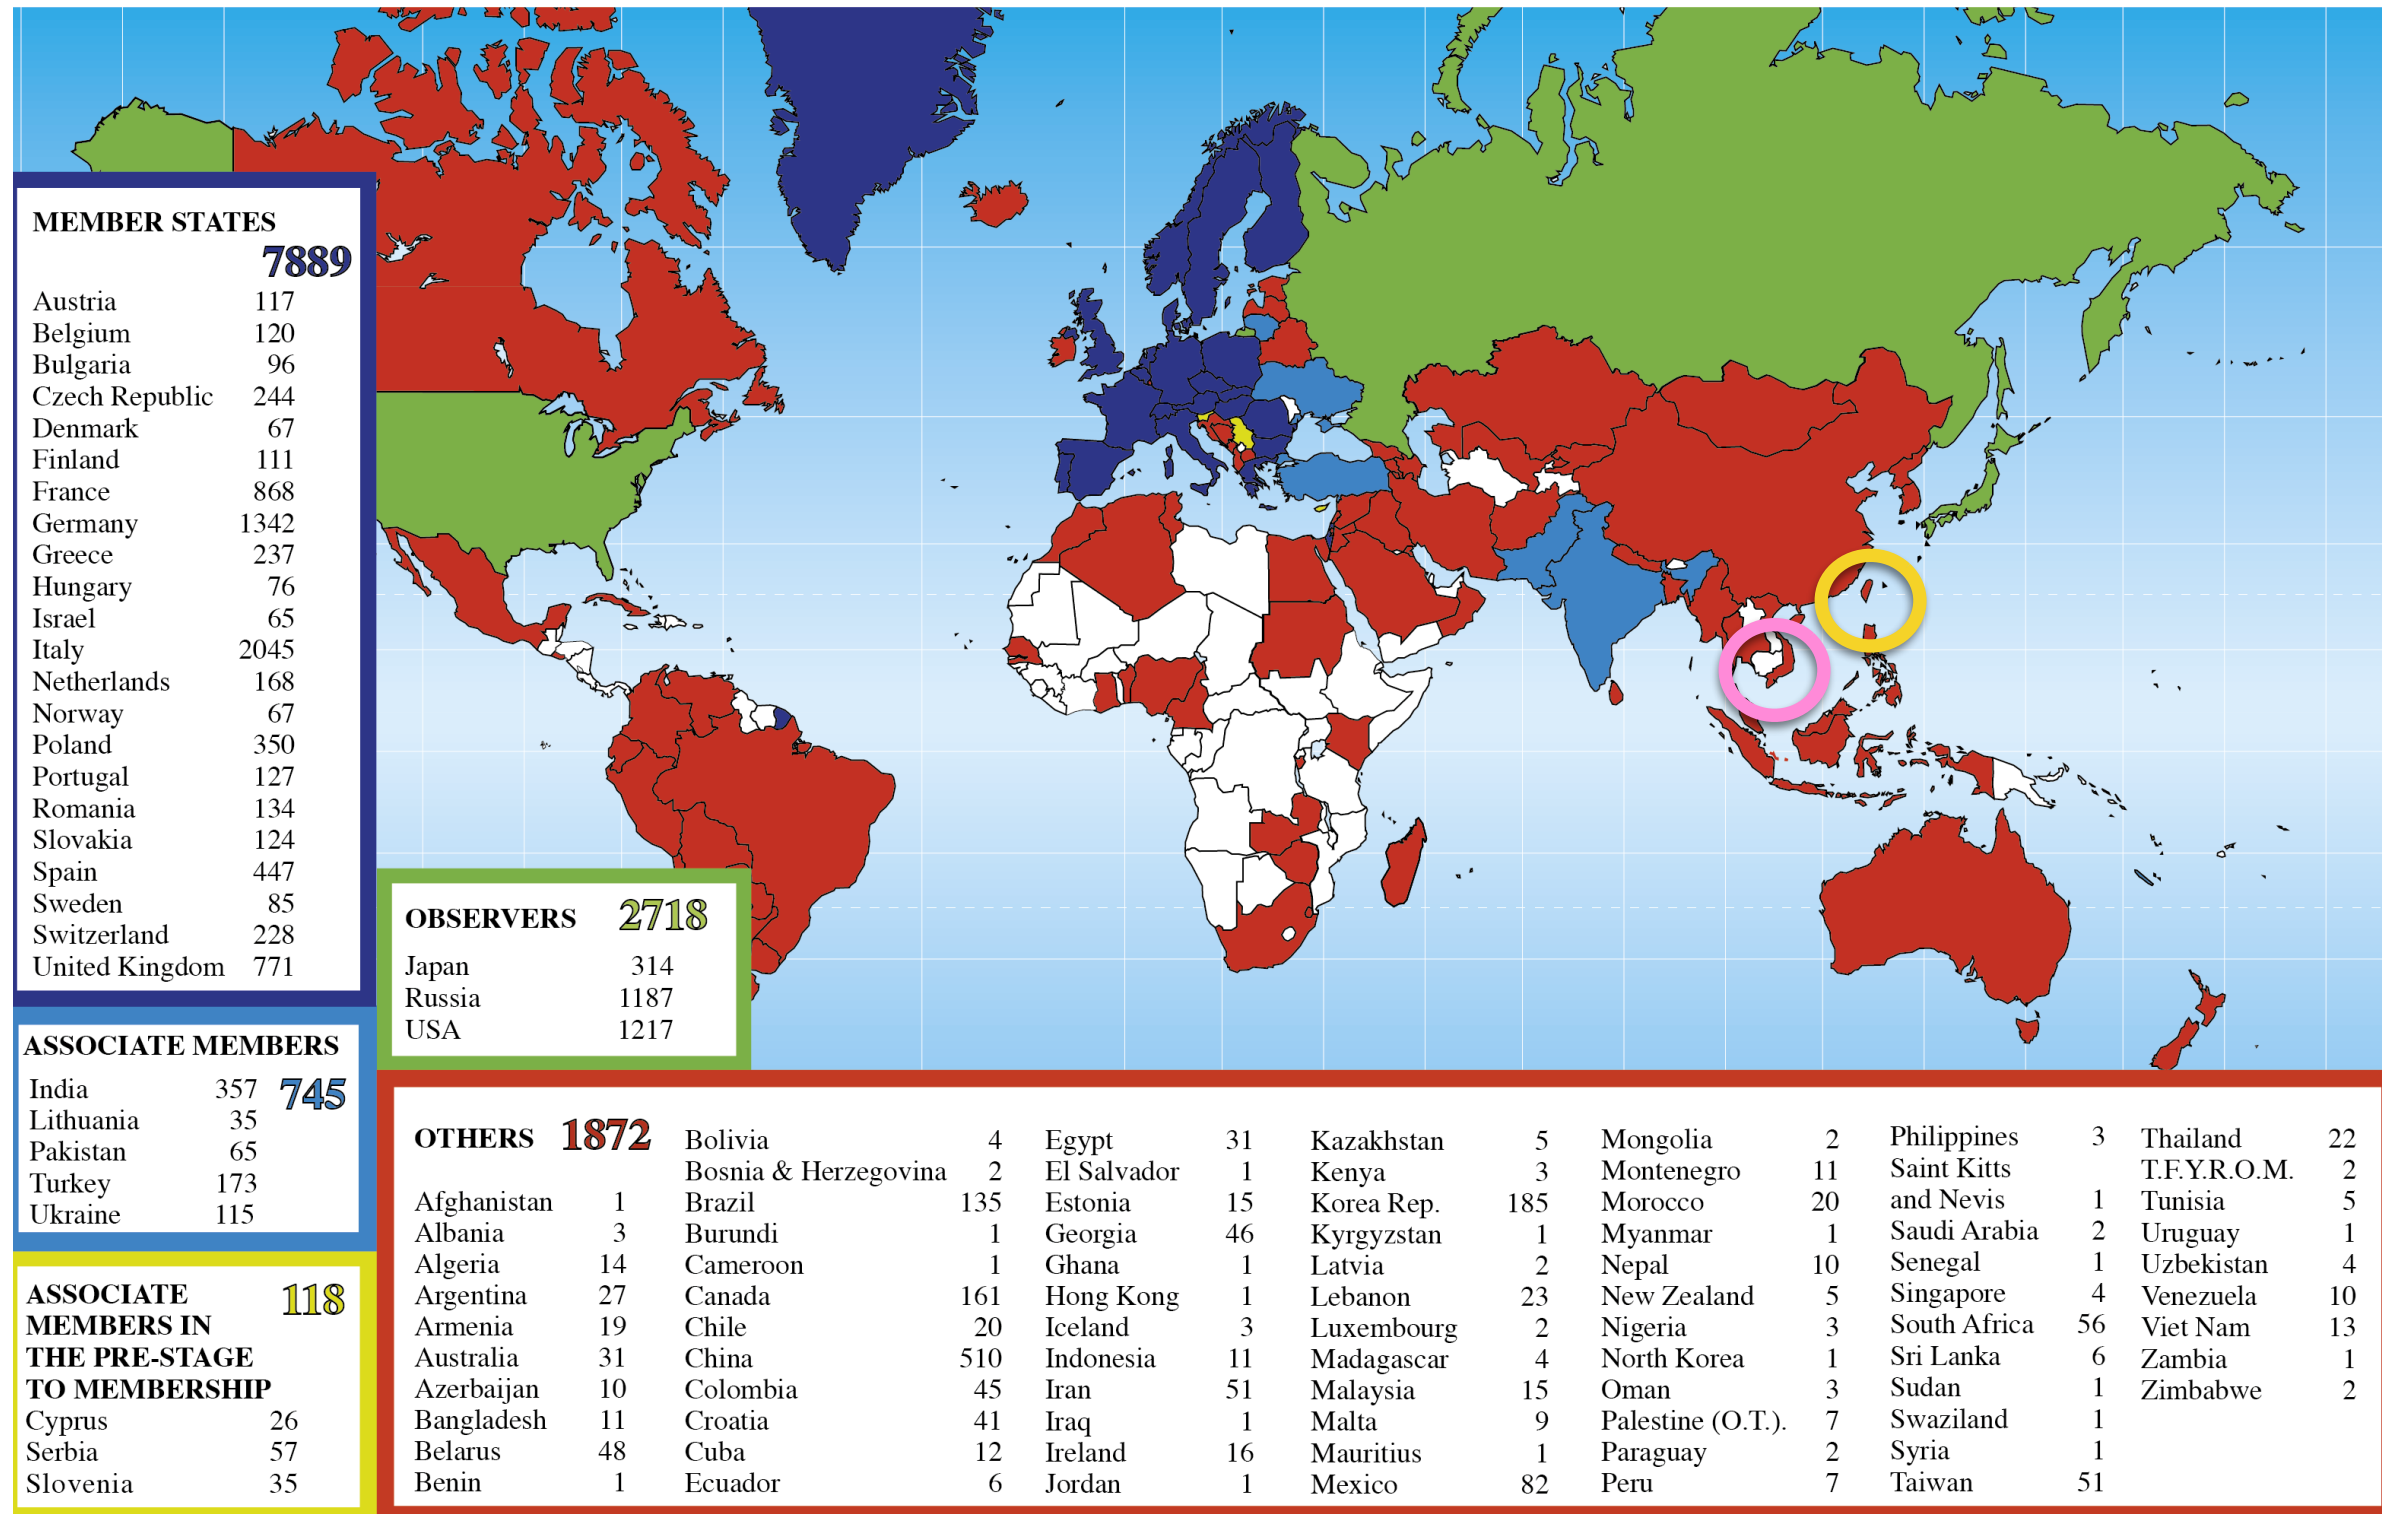 MEMBER STATES
7889
Austria 117
Belgium 120
Bulgaria 96
Czech Republic 244
Denmark 67
Finland 111
France 868
Germany 1342
Greece 237
Hungary 76
Israel 65
Italy 2045
Netherlands 168
Norway 67
Poland 350
Portugal 127
Romania 134
Slovakia 124
Spain 447
Sweden 85
Switzerland 228
United Kingdom 771
ASSOCIATE MEMBERS
745
India 357
Lithuania 35
Pakistan 65
Turkey 173
Ukraine 115
ASSOCIATE 118
MEMBERS IN
THE PRE-STAGE
TO MEMBERSHIP
Cyprus 26
Serbia 57
Slovenia 35
OBSERVERS 2718
Japan 314
Russia 1187
USA 1217
OTHERS 1872
Afghanistan 1
Albania 3
Algeria 14
Argentina 27
Armenia 19
Australia 31
Azerbaijan 10
Bangladesh 11
Belarus 48
Benin 1
Bolivia 4
Bosnia & Herzegovina 2
Brazil 135
Burundi 1
Cameroon 1
Canada 161
Chile 20
China 510
Colombia 45
Croatia 41
Cuba 12
Ecuador 6
Egypt 31
El Salvador 1
Estonia 15
Georgia 46
Ghana 1
Hong Kong 1
Iceland 3
Indonesia 11
Iran 51
Iraq 1
Ireland 16
Jordan 1
Kazakhstan 5
Kenya 3
Korea Rep. 185
Kyrgyzstan 1
Latvia 2
Lebanon 23
Luxembourg 2
Madagascar 4
Malaysia 15
Malta 9
Mauritius 1
Mexico 82
Mongolia 2
Montenegro 11
Morocco 20
Myanmar 1
Nepal 10
New Zealand 5
Nigeria 3
North Korea 1
Oman 3
Palestine (O.T.). 7
Paraguay 2
Peru 7
Philippines 3
Saint Kitts
and Nevis 1
Saudi Arabia 2
Senegal 1
Singapore 4
South Africa 56
Sri Lanka 6
Sudan 1
Swaziland 1
Syria 1
Taiwan 51
Thailand 22
T.F.Y.R.O.M. 2
Tunisia 5
Uruguay 1
Uzbekistan 4
Venezuela 10
Viet Nam 13
Zambia 1
Zimbabwe 2